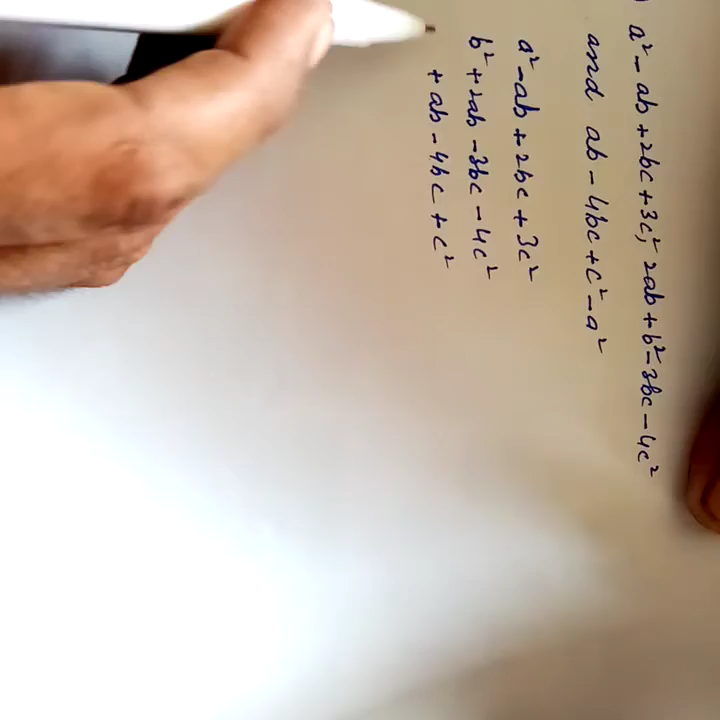 ) a² - ab + 2bc + 3c², 2ab + b² - 3bc - 4c²
and ab - 4bc + c² - a²
a² - ab + 2bc + 3c²
b² + 2ab - 3bc - 4c²
+ ab - 4bc + c²